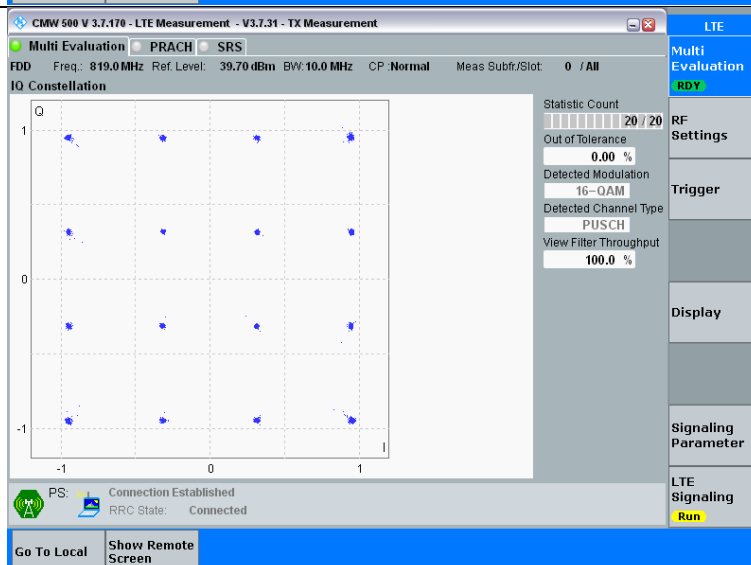 CMW 500 V 3.7.170 - LTE Measurement - V3.7.31 - TX Measurement
LTE
Multi Evaluation PRACH SRS
FDD Freq.: 819.0 MHz Ref. Level: 39.70 dBm BW: 10.0 MHz CP : Normal Meas Subfr./Slot: 0 / All
IQ Constellation
Q
1
0
-1
-1 0 1
I
Statistic Count
20 / 20
Out of Tolerance
0.00 %
Detected Modulation
16-QAM
Detected Channel Type
PUSCH
View Filter Throughput
100.0 %
Multi
Evaluation
RDY
RF
Settings
Trigger
Display
Signaling
Parameter
LTE
Signaling
Run
PS: Connection Established
RRC State: Connected
Go To Local
Show Remote
Screen